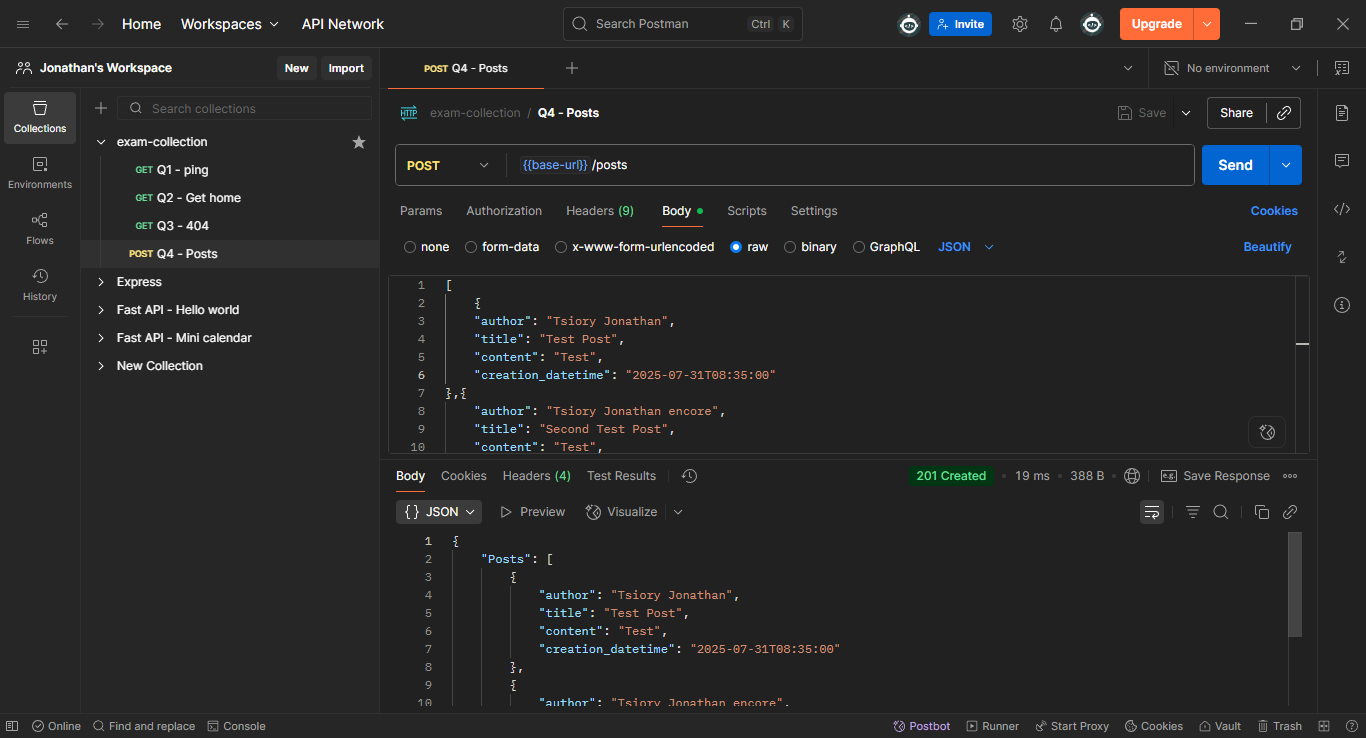 Home Workspaces API Network Search Postman Ctrl K Invite Upgrade
Jonathan's Workspace New Import
POST Q4 - Posts No environment
Collections
Environments
Flows
History
Search collections
exam-collection
GET Q1 - ping
GET Q2 - Get home
GET Q3 - 404
POST Q4 - Posts
Express
Fast API - Hello world
Fast API - Mini calendar
New Collection
HTTP exam-collection / Q4 - Posts Save Share
POST {{base-url}} /posts Send
Params Authorization Headers (9) Body Scripts Settings Cookies
none form-data x-www-form-urlencoded raw binary GraphQL JSON Beautify
1 [
2 {
3 "author": "Tsiory Jonathan",
4 "title": "Test Post",
5 "content": "Test",
6 "creation_datetime": "2025-07-31T08:35:00"
7 },{
8 "author": "Tsiory Jonathan encore",
9 "title": "Second Test Post",
10 "content": "Test",
Body Cookies Headers (4) Test Results 201 Created 19 ms 388 B e.g. Save Response
{} JSON Preview Visualize
1 {
2 "Posts": [
3 {
4 "author": "Tsiory Jonathan",
5 "title": "Test Post",
6 "content": "Test",
7 "creation_datetime": "2025-07-31T08:35:00"
8 },
9 {
10 "author": "Tsiory Jonathan encore",
Online Find and replace Console Postbot Runner Start Proxy Cookies Vault Trash